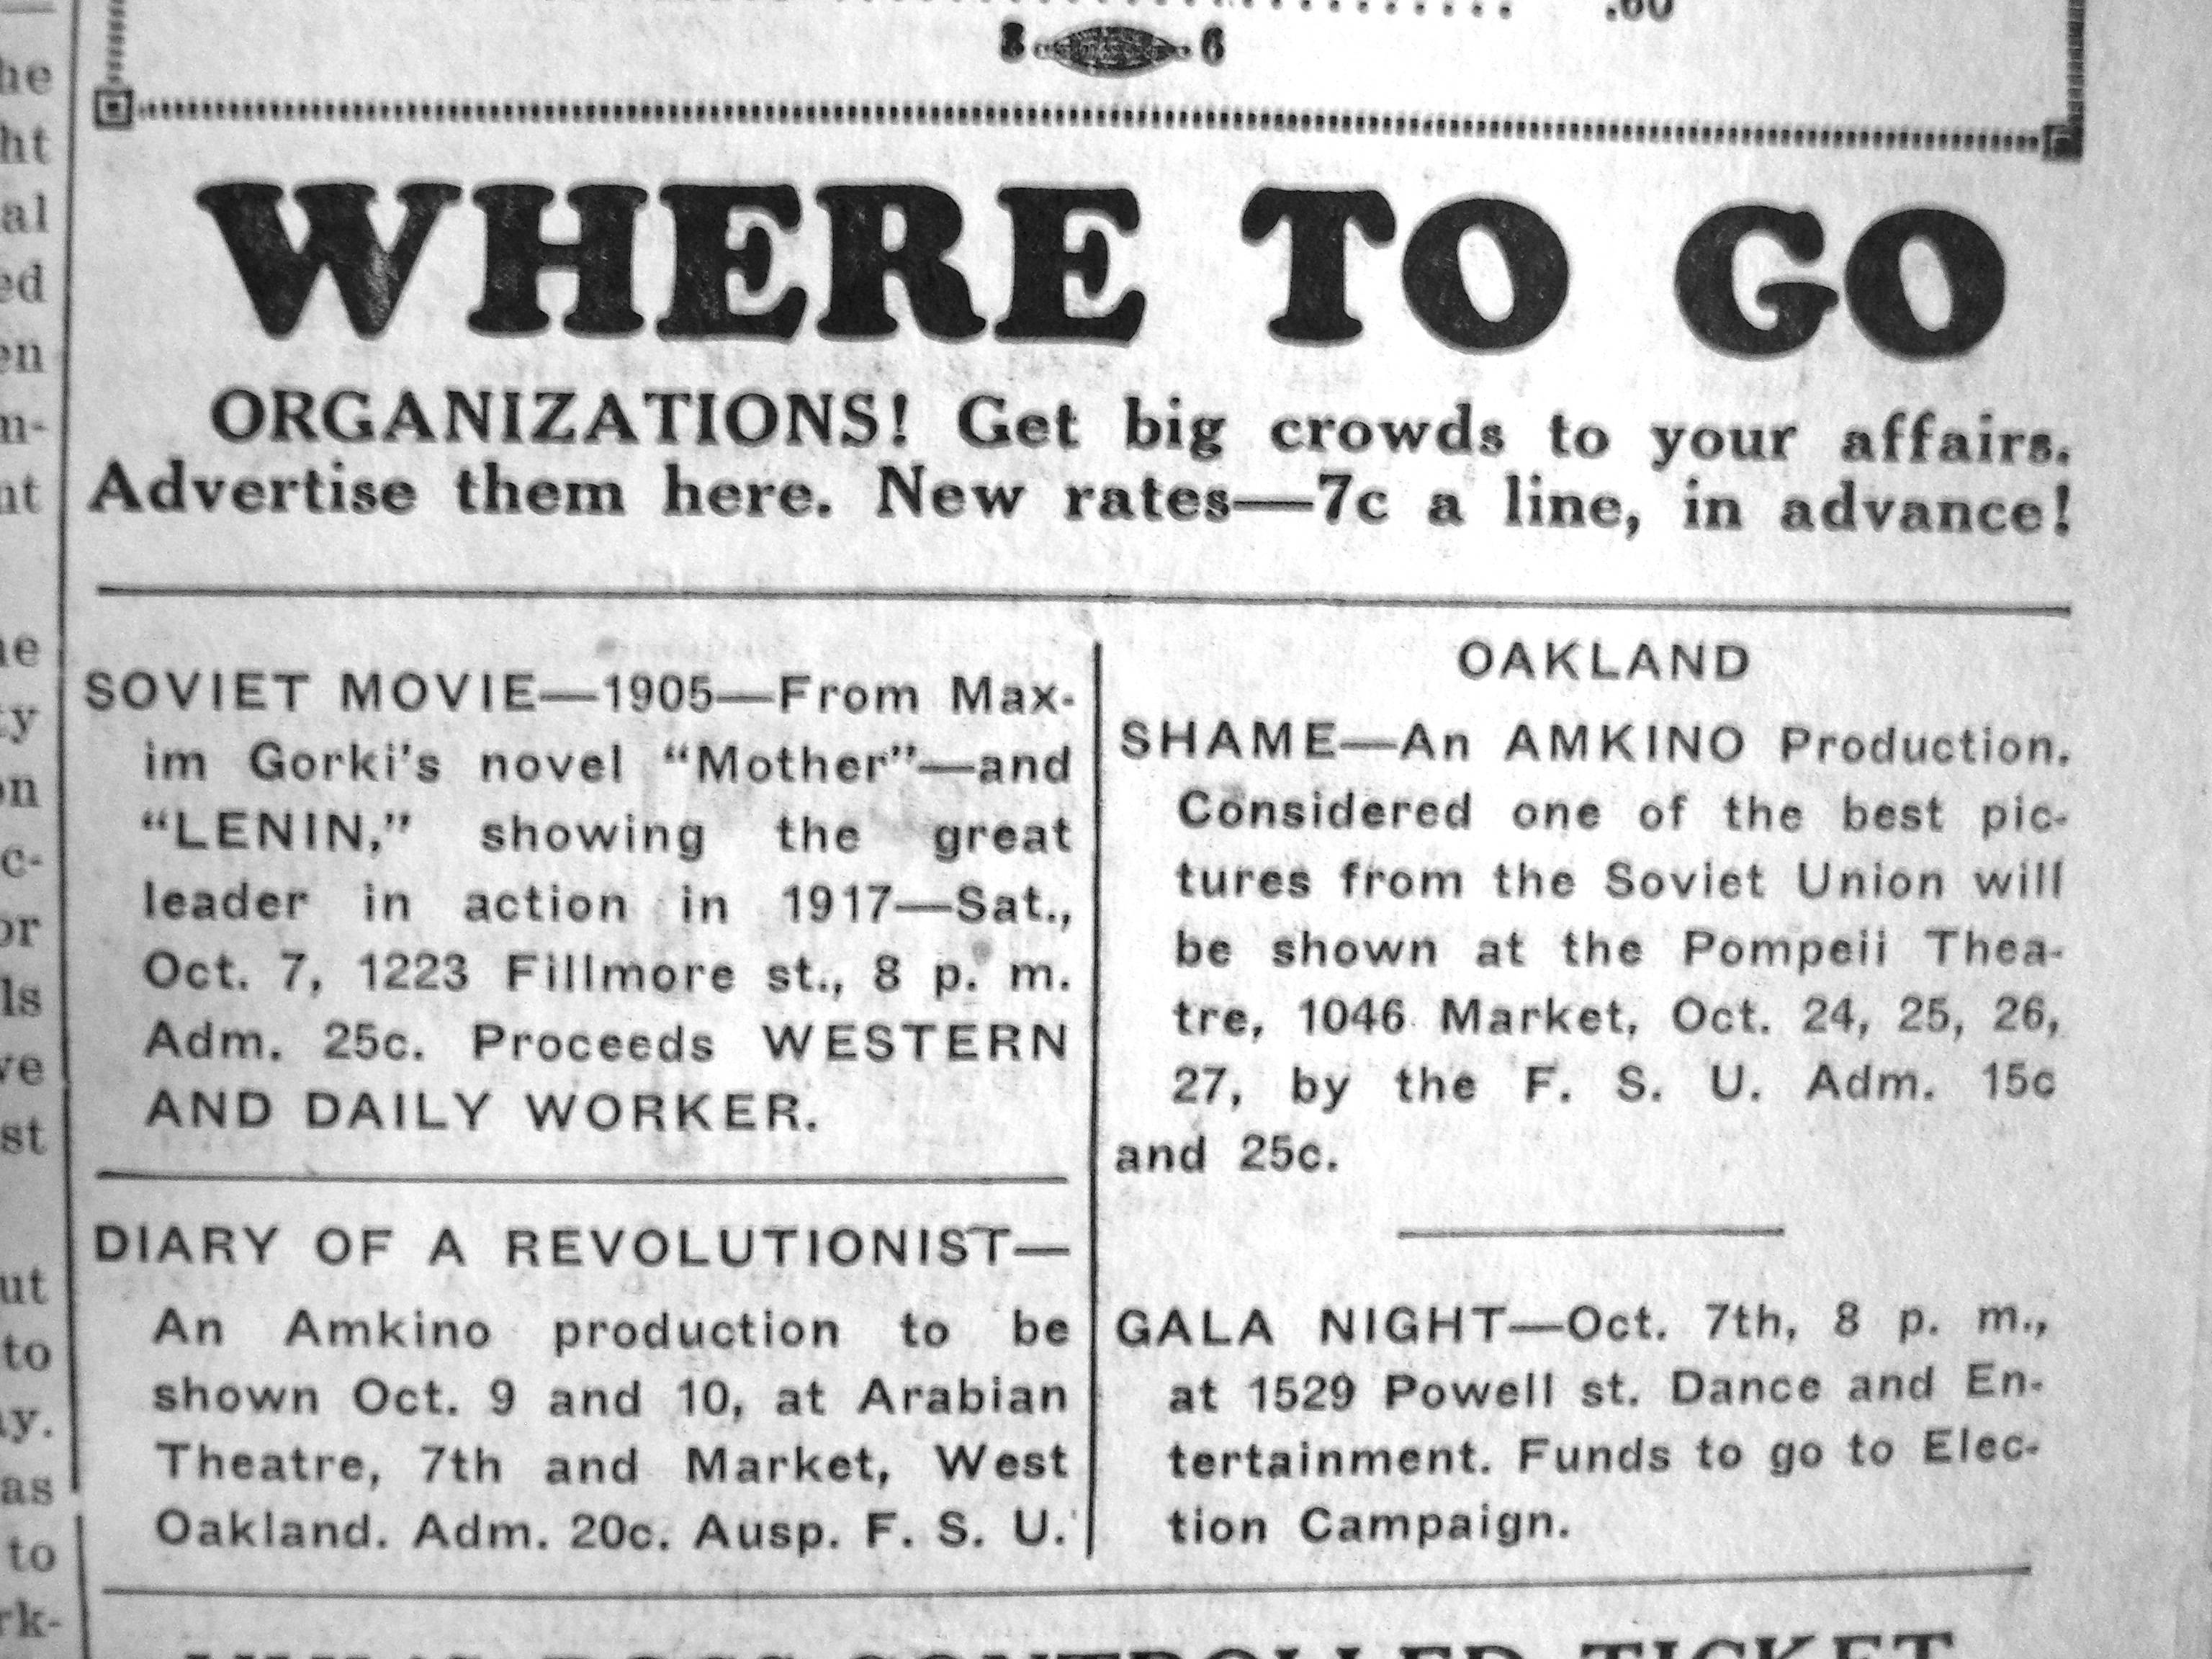 .60
8 6
WHERE TO GO
ORGANIZATIONS! Get big crowds to your affairs.
Advertise them here. New rates—7c a line, in advance!
SOVIET MOVIE—1905—From Max-
im Gorki's novel "Mother"—and
"LENIN," showing the great
leader in action in 1917—Sat.,
Oct. 7, 1223 Fillmore st., 8 p. m.
Adm. 25c. Proceeds WESTERN
AND DAILY WORKER.
DIARY OF A REVOLUTIONIST—
An Amkino production to be
shown Oct. 9 and 10, at Arabian
Theatre, 7th and Market, West
Oakland. Adm. 20c. Ausp. F. S. U.
OAKLAND
SHAME—An AMKINO Production.
Considered one of the best pic-
tures from the Soviet Union will
be shown at the Pompeii Thea-
tre, 1046 Market, Oct. 24, 25, 26,
27, by the F. S. U. Adm. 15c
and 25c.
GALA NIGHT—Oct. 7th, 8 p. m.,
at 1529 Powell st. Dance and En-
tertainment. Funds to go to Elec-
tion Campaign.
CONTROLLED TICKET